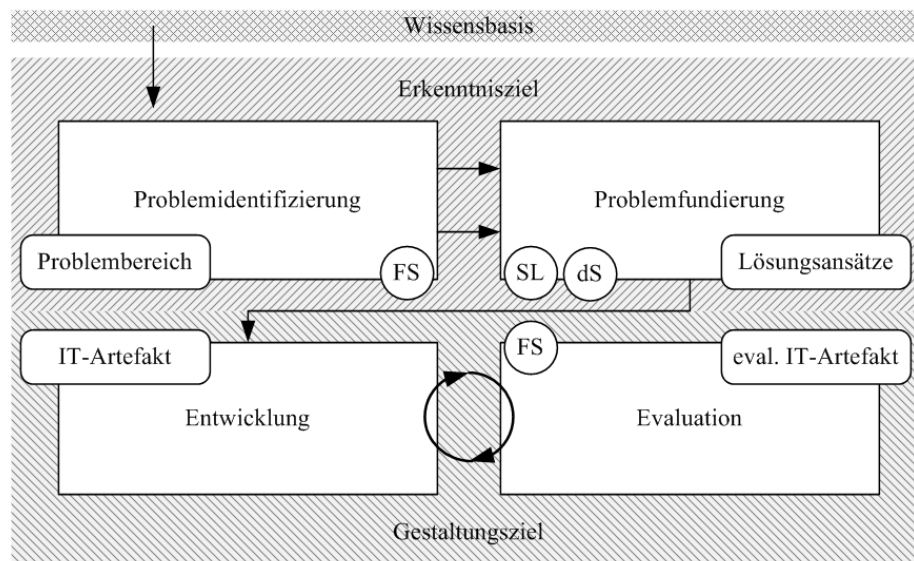 Wissensbasis
Erkenntnisziel
Problemidentifizierung
Problemfundierung
Problembereich
FS
SL
dS
Lösungsansätze
IT-Artefakt
FS
eval. IT-Artefakt
Entwicklung
Evaluation
Gestaltungsziel